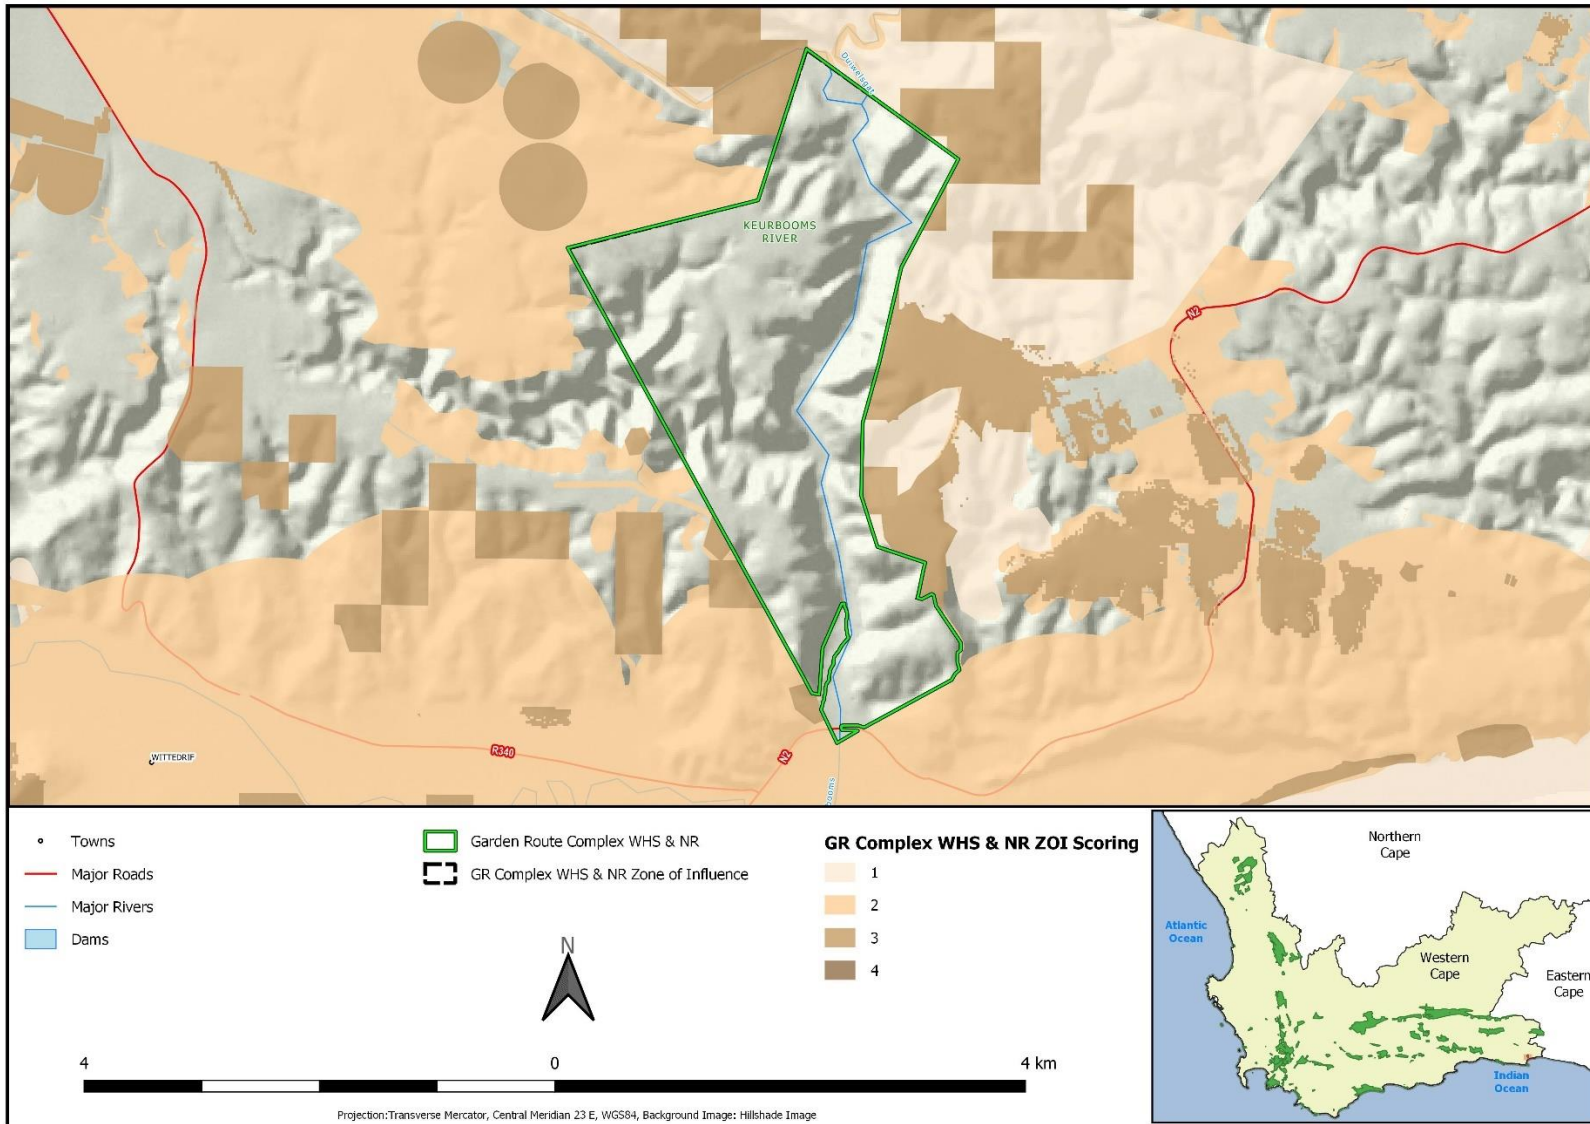 Duiwelsgat
KEURBOOMS
RIVER
N2
WITTEDRIF
R340
N2
ooms
Towns
Major Roads
Major Rivers
Dams
Garden Route Complex WHS & NR
GR Complex WHS & NR Zone of Influence
GR Complex WHS & NR ZOI Scoring
1
2
3
4
N
4
0
4 km
Projection:Transverse Mercator, Central Meridian 23 E, WGS84, Background Image: Hillshade Image
Northern
Cape
Atlantic
Ocean
Western
Cape
Eastern
Cape
Indian
Ocean